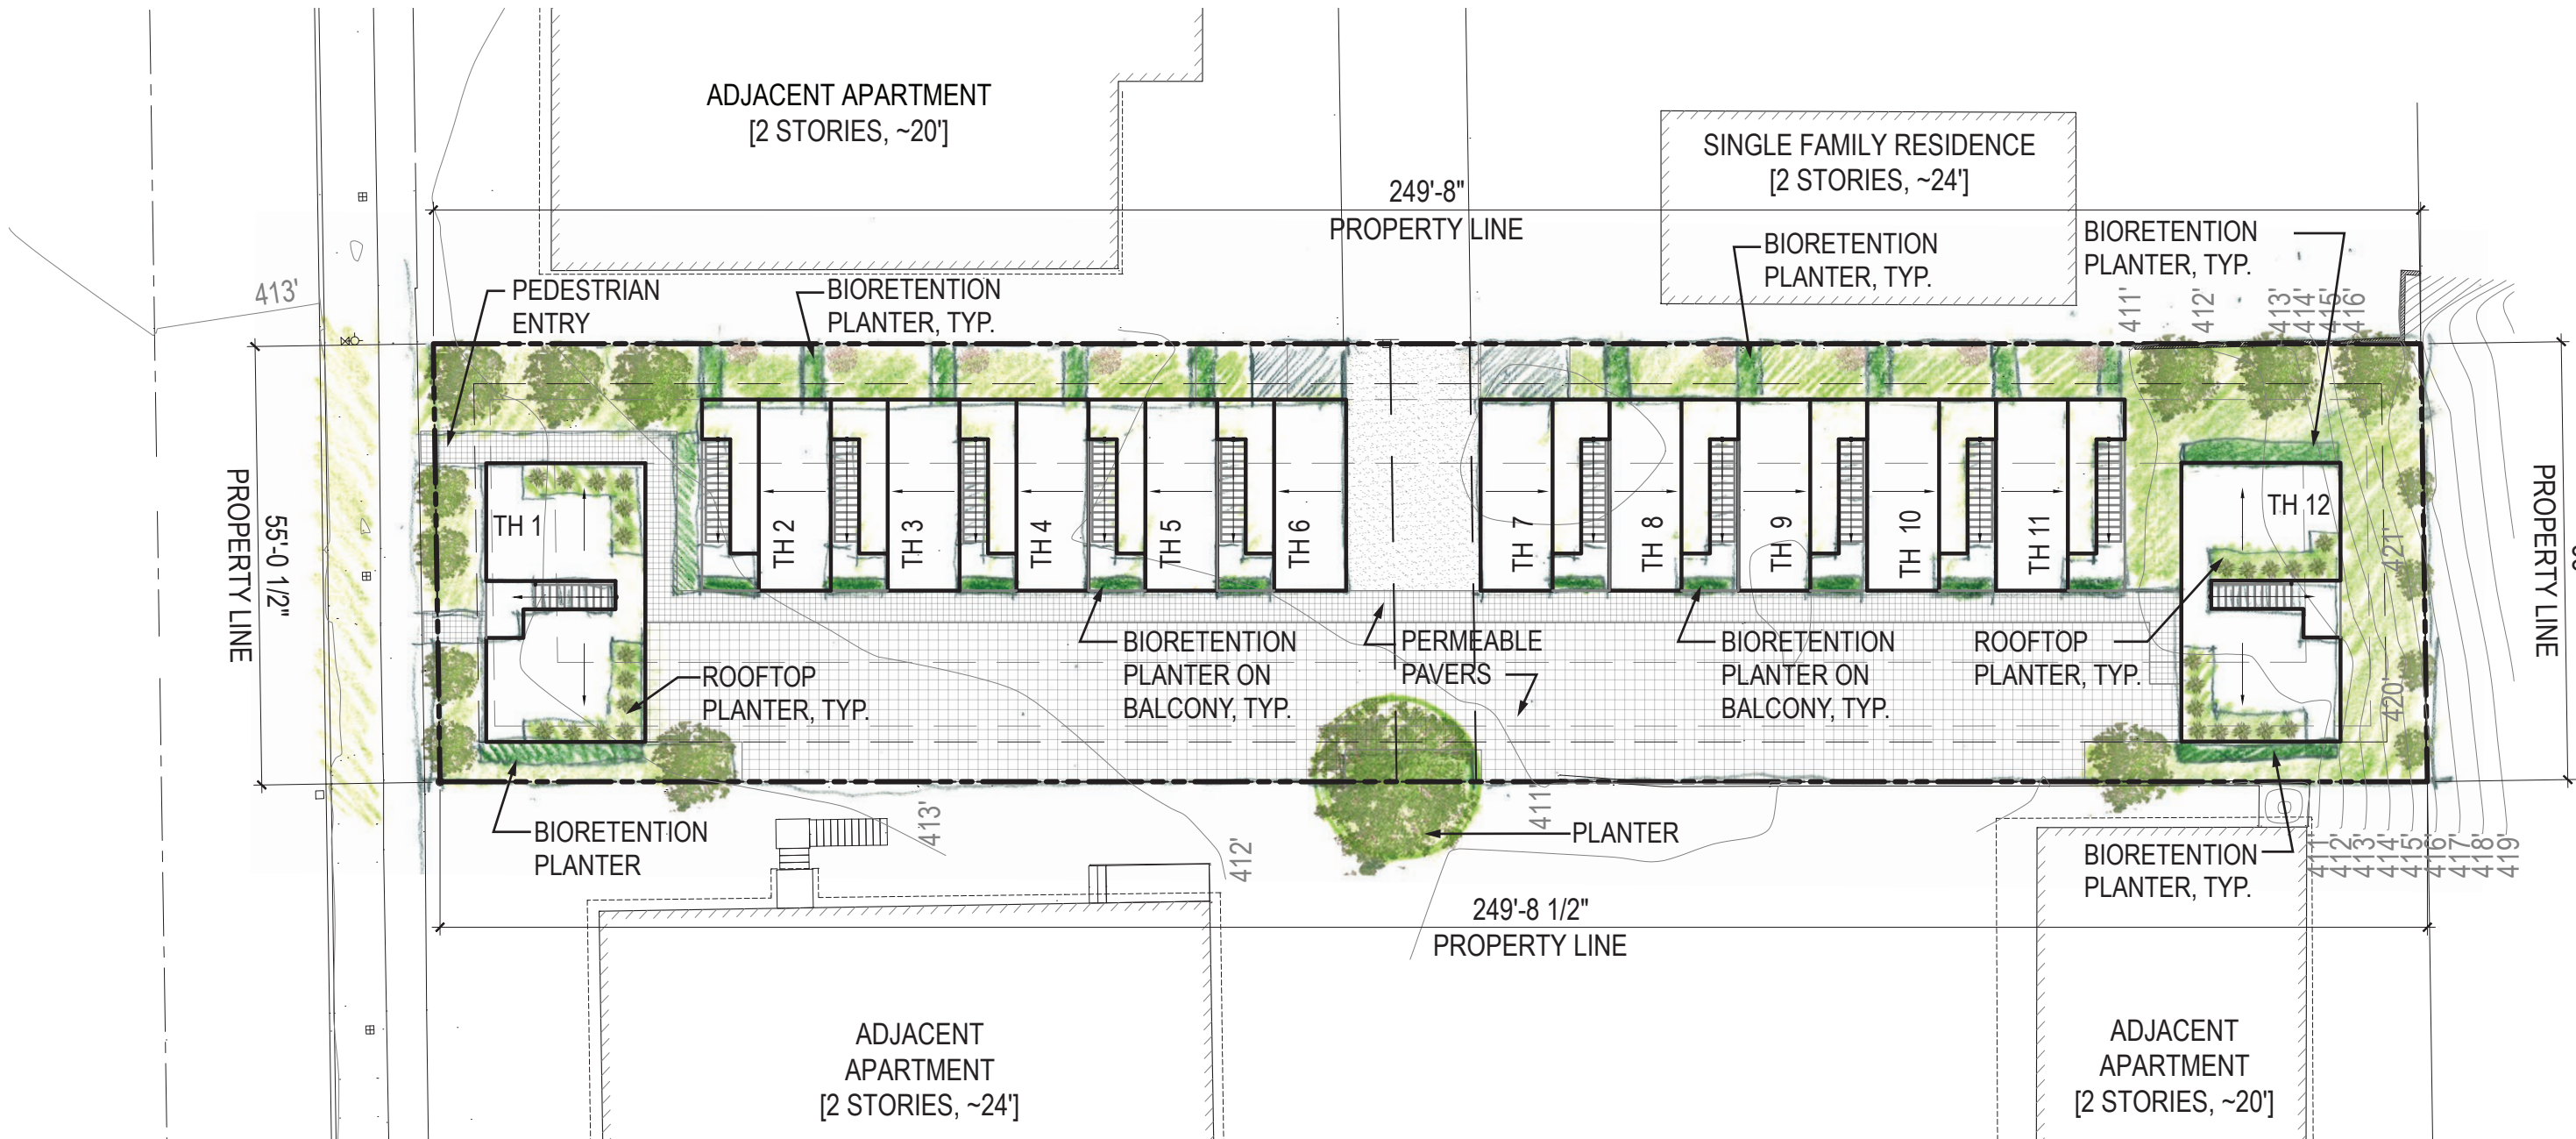 ADJACENT APARTMENT
[2 STORIES, ~20']
SINGLE FAMILY RESIDENCE
[2 STORIES, ~24']
249'-8"
PROPERTY LINE
BIORETENTION
PLANTER, TYP.
BIORETENTION
PLANTER, TYP.
413'
PEDESTRIAN
ENTRY
BIORETENTION
PLANTER, TYP.
411'
412'
413'
414'
415'
416'
PROPERTY LINE
55'-0 1/2"
TH 1
TH 2
TH 3
TH 4
TH 5
TH 6
TH 7
TH 8
TH 9
TH 10
TH 11
TH 12
421'
420'
PROPERTY LINE
ROOFTOP
PLANTER, TYP.
BIORETENTION
PLANTER ON
BALCONY, TYP.
PERMEABLE
PAVERS
BIORETENTION
PLANTER ON
BALCONY, TYP.
ROOFTOP
PLANTER, TYP.
BIORETENTION
PLANTER
413'
412'
411'
PLANTER
BIORETENTION
PLANTER, TYP.
411'
412'
413'
414'
415'
416'
417'
418'
419'
249'-8 1/2"
PROPERTY LINE
ADJACENT
APARTMENT
[2 STORIES, ~24']
ADJACENT
APARTMENT
[2 STORIES, ~20']